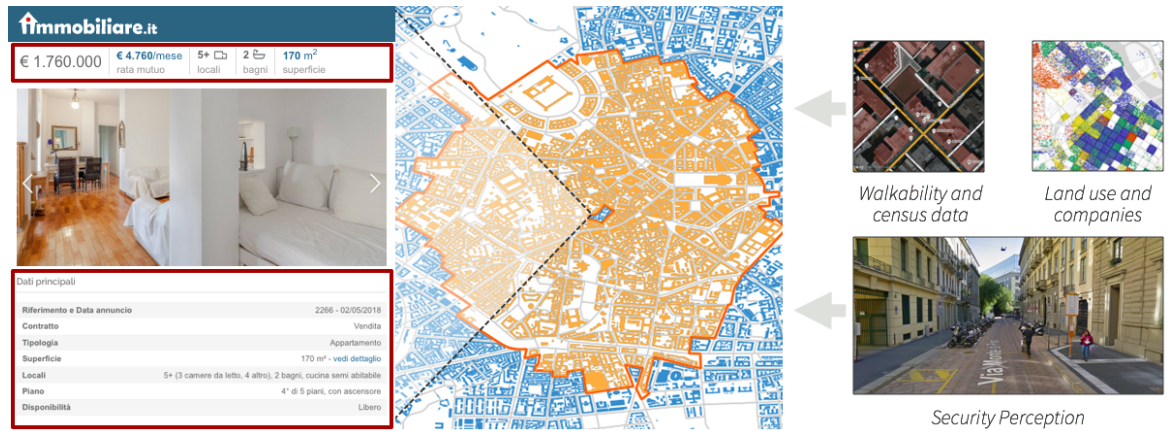 immobiliare.it
€ 1.760.000
€ 4.760/mese
rata mutuo
5+
locali
2
bagni
170 m²
superficie
Dati principali
Riferimento e Data annuncio 2266 - 02/05/2018
Contratto Vendita
Tipologia Appartamento
Superficie 170 m² - vedi dettaglio
Locali 5+ (3 camere da letto, 4 altro), 2 bagni, cucina semi abitabile
Piano 4° di 5 piani, con ascensore
Disponibilità Libero
Walkability and
census data
Land use and
companies
Via
Security Perception